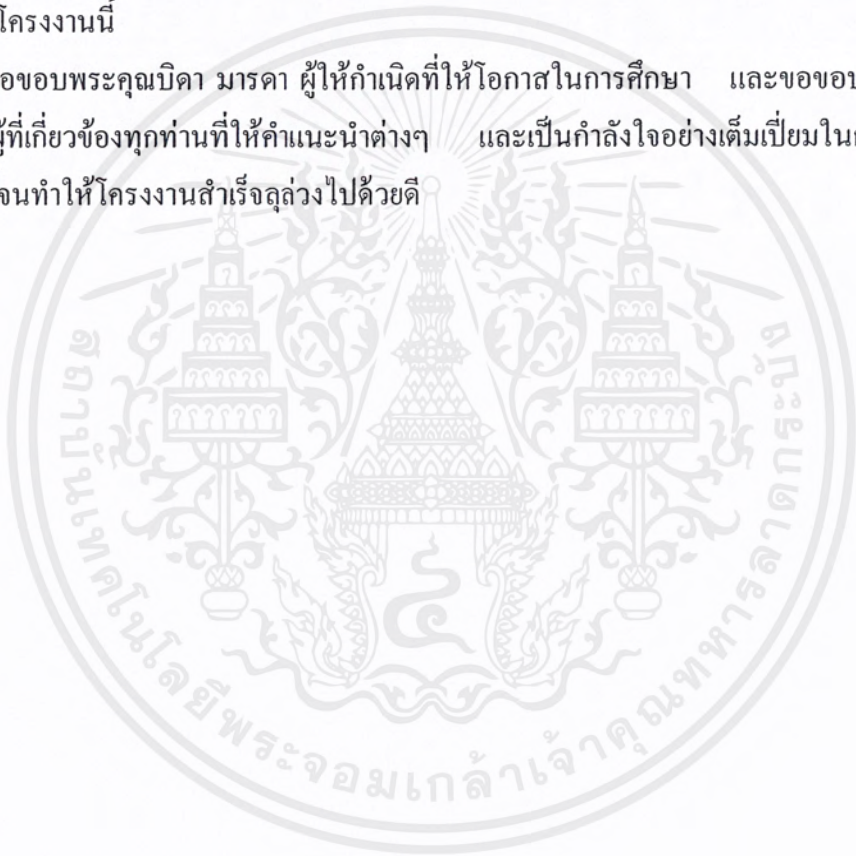 โครงงานนี้
อขอบพระคุณบิดา มารดา ผู้ให้กำเนิดที่ให้โอกาสในการศึกษา และขอขอบ
ผู้ที่เกี่ยวข้องทุกท่านที่ให้คำแนะนำต่างๆ และเป็นกำลังใจอย่างเต็มเปี่ยมใน
จนทำให้โครงงานสำเร็จลุล่วงไปด้วยดี
สถาบันเทคโนโลยีพระจอมเกล้าเจ้าคุณทหารลาดกระบัง